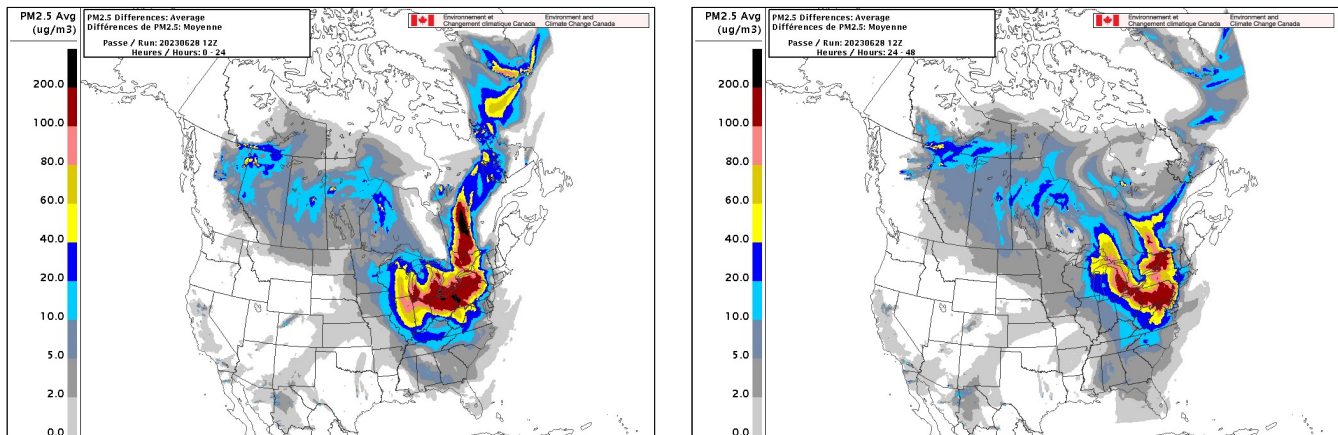 PM2.5 Avg
(ug/m3)
200.0
100.0
80.0
60.0
40.0
20.0
10.0
5.0
2.0
0.0
PM2.5 Differences: Average
Différences de PM2.5: Moyenne
Passe / Run: 20230628 12Z
Heures / Hours: 0 - 24
Environnement et
Changement climatique Canada
Environment and
Climate Change Canada
PM2.5 Avg
(ug/m3)
200.0
100.0
80.0
60.0
40.0
20.0
10.0
5.0
2.0
0.0
PM2.5 Differences: Average
Différences de PM2.5: Moyenne
Passe / Run: 20230628 12Z
Heures / Hours: 24 - 48
Environnement et
Changement climatique Canada
Environment and
Climate Change Canada